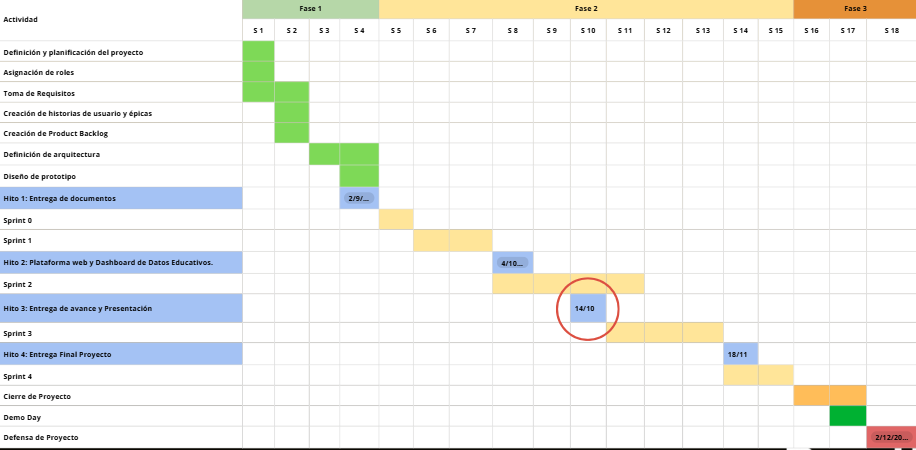 Actividad
Fase 1
Fase 2
Fase 3
S 1
S 2
S 3
S 4
S 5
S 6
S 7
S 8
S 9
S 10
S 11
S 12
S 13
S 14
S 15
S 16
S 17
S 18
Definición y planificación del proyecto
Asignación de roles
Toma de Requisitos
Creación de historias de usuario y épicas
Creación de Product Backlog
Definición de arquitectura
Diseño de prototipo
Hito 1: Entrega de documentos
2/9/...
Sprint 0
Sprint 1
Hito 2: Plataforma web y Dashboard de Datos Educativos.
4/10...
Sprint 2
Hito 3: Entrega de avance y Presentación
14/10
Sprint 3
Hito 4: Entrega Final Proyecto
18/11
Sprint 4
Cierre de Proyecto
Demo Day
Defensa de Proyecto
2/12/20...